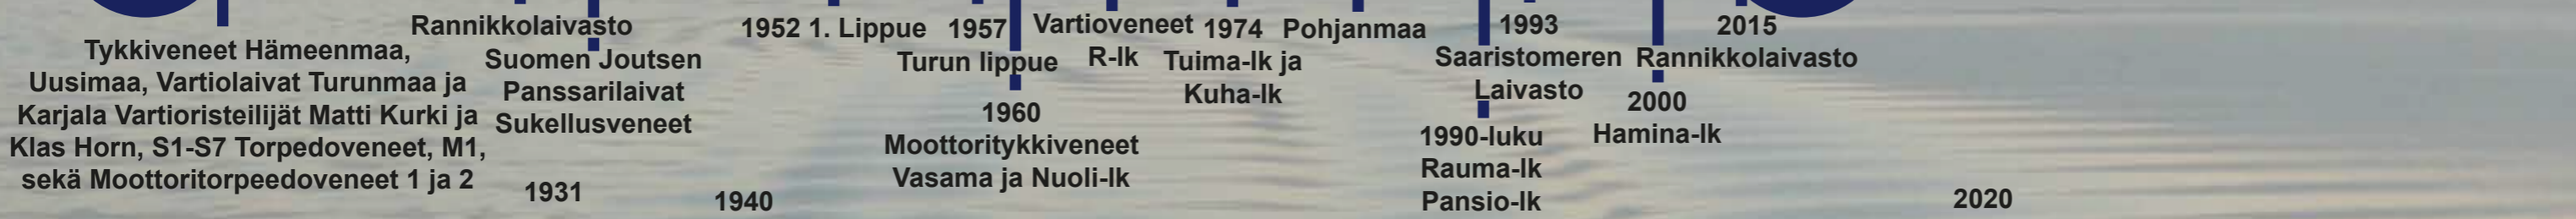 Tykkiveneet Hämeenmaa,
Uusimaa, Vartiolaivat Turunmaa ja
Karjala Vartioristeilijät Matti Kurki ja
Klas Horn, S1-S7 Torpedoveneet, M1,
sekä Moottoritorpeedoveneet 1 ja 2
Rannikkolaivasto
Suomen Joutsen
Panssarilaivat
Sukellusveneet
1931
1940
1952 1. Lippue
1957
Turun lippue
1960
Moottoritykkiveneet
Vasama ja Nuoli-lk
Vartioveneet
R-lk
1974
Tuima-lk ja
Kuha-lk
Pohjanmaa
1993
Saaristomeren
Laivasto
1990-luku
Rauma-lk
Pansio-lk
2015
Rannikkolaivasto
2000
Hamina-lk
2020